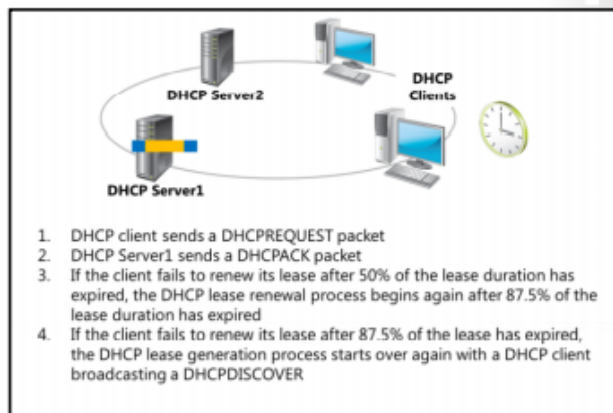 DHCP Server2
DHCP
Clients
DHCP Server1
1. DHCP client sends a DHCPREQUEST packet
2. DHCP Server1 sends a DHCPACK packet
3. If the client fails to renew its lease after 50% of the lease duration has
expired, the DHCP lease renewal process begins again after 87.5% of the
lease duration has expired
4. If the client fails to renew its lease after 87.5% of the lease has expired,
the DHCP lease generation process starts over again with a DHCP client
broadcasting a DHCPDISCOVER